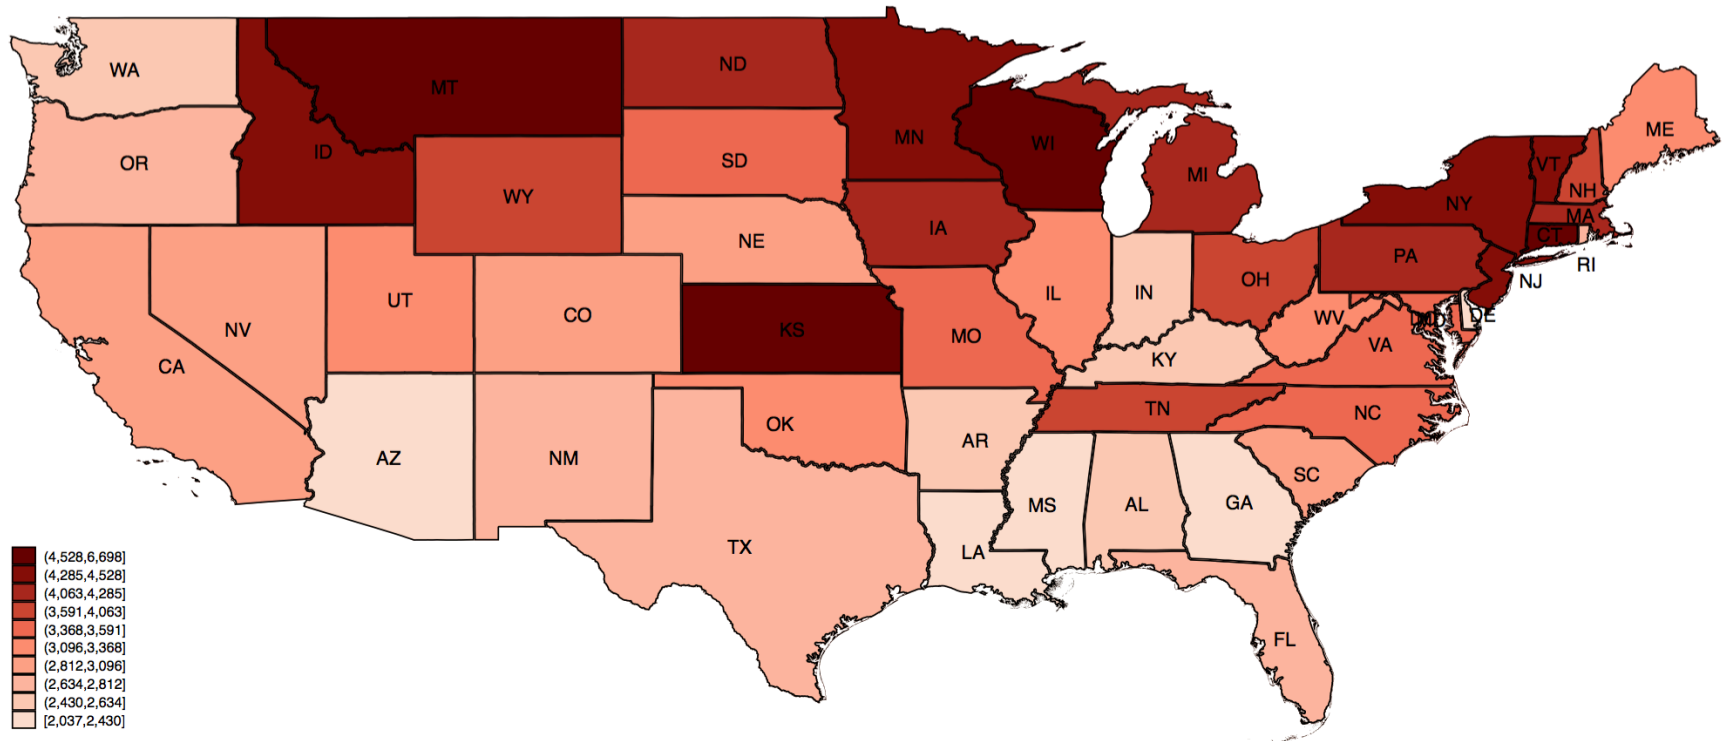 WA
MT
ND
MN
ME
OR
ID
SD
WI
MI
VT
NH
WY
NY
MA
IA
CT
NE
PA
RI
UT
CO
IL
IN
OH
NJ
NV
KS
MO
WV
MD
DE
CA
KY
VA
TN
NC
OK
AR
AZ
NM
SC
MS
AL
GA
TX
LA
FL
(4,528,6,698]
(4,285,4,528]
(4,063,4,285]
(3,591,4,063]
(3,368,3,591]
(3,096,3,368]
(2,812,3,096]
(2,634,2,812]
(2,430,2,634]
[2,037,2,430]